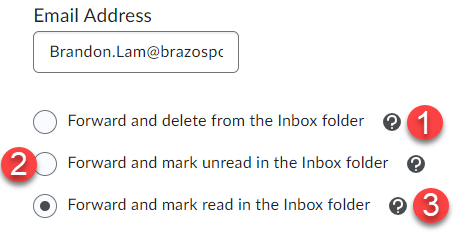 Email Address
Brandon.Lam@brazospc
Forward and delete from the Inbox folder ? 1
2 Forward and mark unread in the Inbox folder ?
Forward and mark read in the Inbox folder ? 3